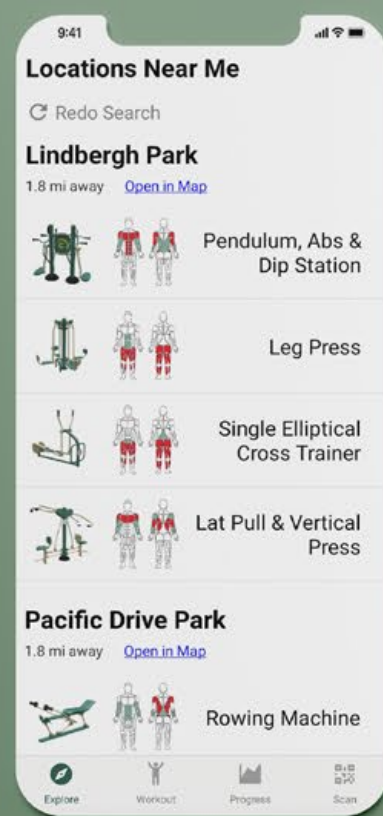 9:41
Locations Near Me
Redo Search
Lindbergh Park
1.8 mi away Open in Map
Pendulum, Abs &
Dip Station
Leg Press
Single Elliptical
Cross Trainer
Lat Pull & Vertical
Press
Pacific Drive Park
1.8 mi away Open in Map
Rowing Machine
Explore Workout Progress Scan